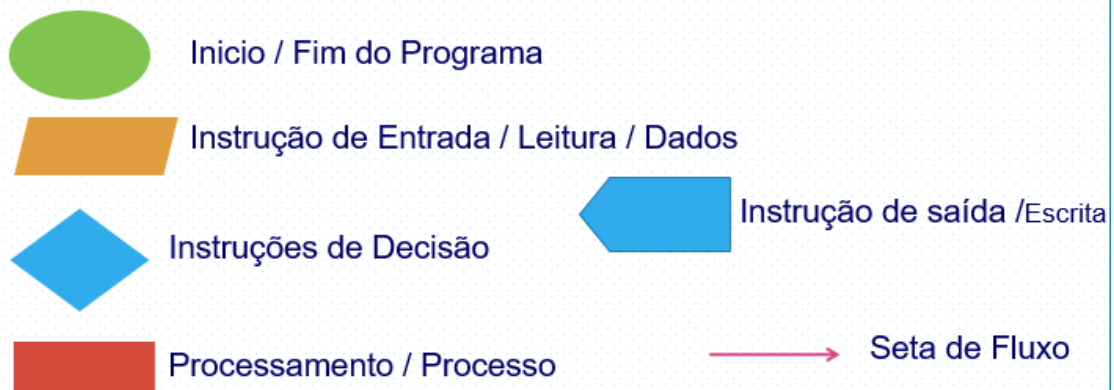 Inicio / Fim do Programa
Instrução de Entrada / Leitura / Dados
Instrução de saída /Escrita
Instruções de Decisão
Seta de Fluxo
Processamento / Processo